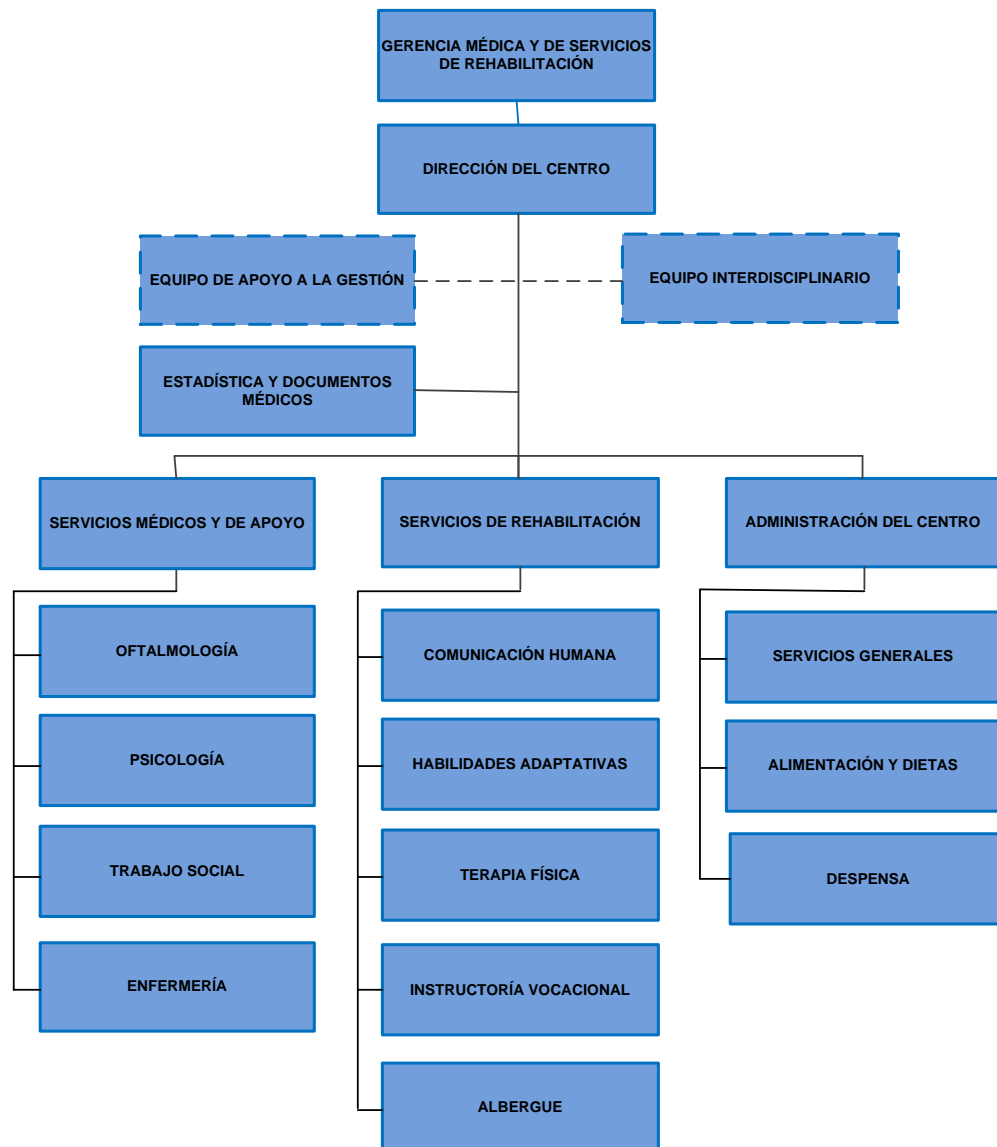 GERENCIA MÉDICA Y DE SERVICIOS
DE REHABILITACIÓN
DIRECCIÓN DEL CENTRO
EQUIPO DE APOYO A LA GESTIÓN
EQUIPO INTERDISCIPLINARIO
ESTADÍSTICA Y DOCUMENTOS
MÉDICOS
SERVICIOS MÉDICOS Y DE APOYO
SERVICIOS DE REHABILITACIÓN
ADMINISTRACIÓN DEL CENTRO
OFTALMOLOGÍA
PSICOLOGÍA
TRABAJO SOCIAL
ENFERMERÍA
COMUNICACIÓN HUMANA
HABILIDADES ADAPTATIVAS
TERAPIA FÍSICA
INSTRUCTORÍA VOCACIONAL
ALBERGUE
SERVICIOS GENERALES
ALIMENTACIÓN Y DIETAS
DESPENSA